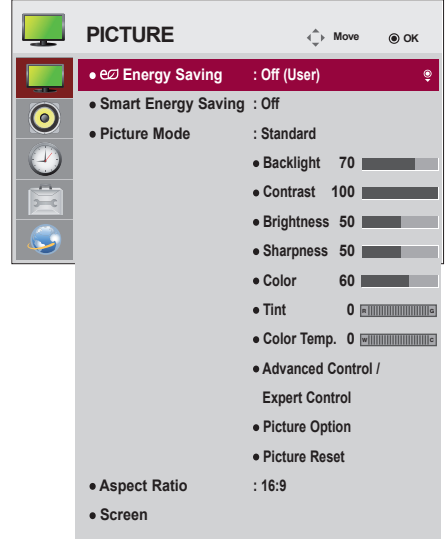 PICTURE Move OK
• Energy Saving : Off (User)
• Smart Energy Saving : Off
• Picture Mode : Standard
• Backlight 70
• Contrast 100
• Brightness 50
• Sharpness 50
• Color 60
• Tint 0 R G
• Color Temp. 0 W C
• Advanced Control /
Expert Control
• Picture Option
• Picture Reset
• Aspect Ratio : 16:9
• Screen